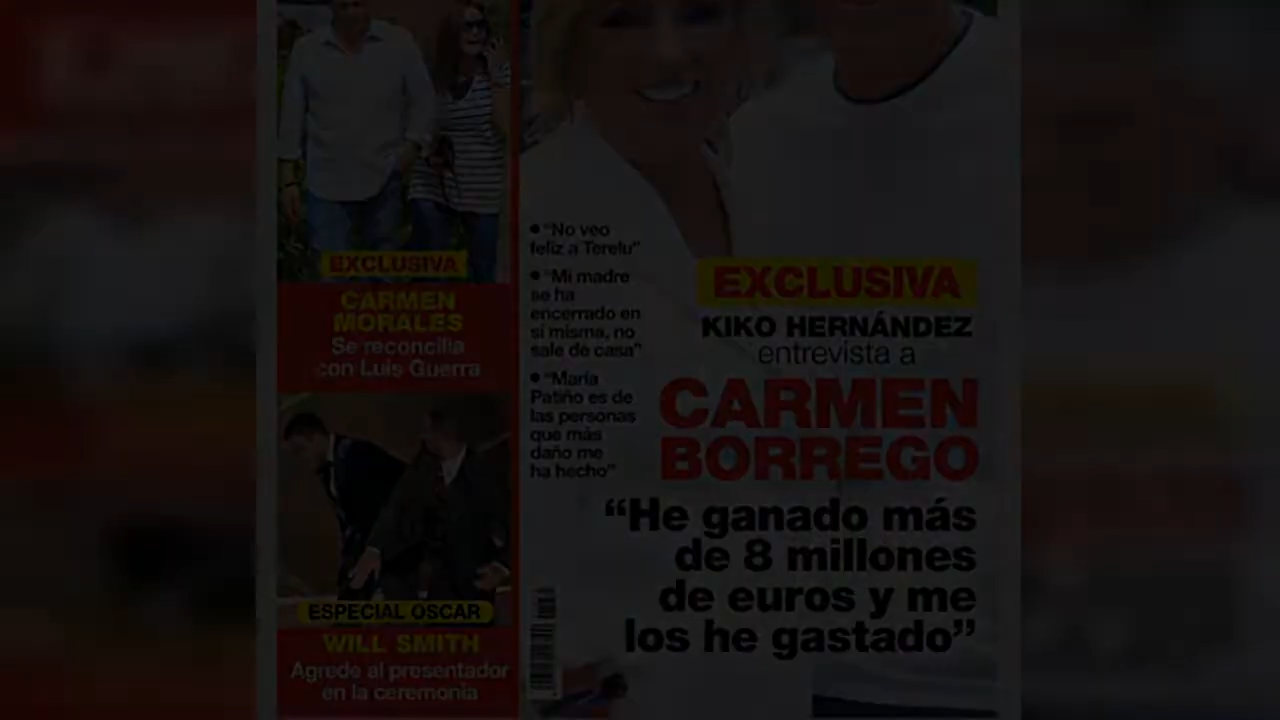 EXCLUSIVA
CARMEN
MORALES
Se reconcilia
con Luis Guerra
ESPECIAL OSCAR
WILL SMITH
Agrede al presentador
en la ceremonia
• “No veo
feliz a Terelu”
• “Mi madre
se ha
encerrado en
sí misma, no
sale de casa”
• “María
Patiño es de
las personas
que más
daño me
ha hecho”
EXCLUSIVA
KIKO HERNÁNDEZ
entrevista a
CARMEN
BORREGO
“He ganado más
de 8 millones
de euros y me
los he gastado”